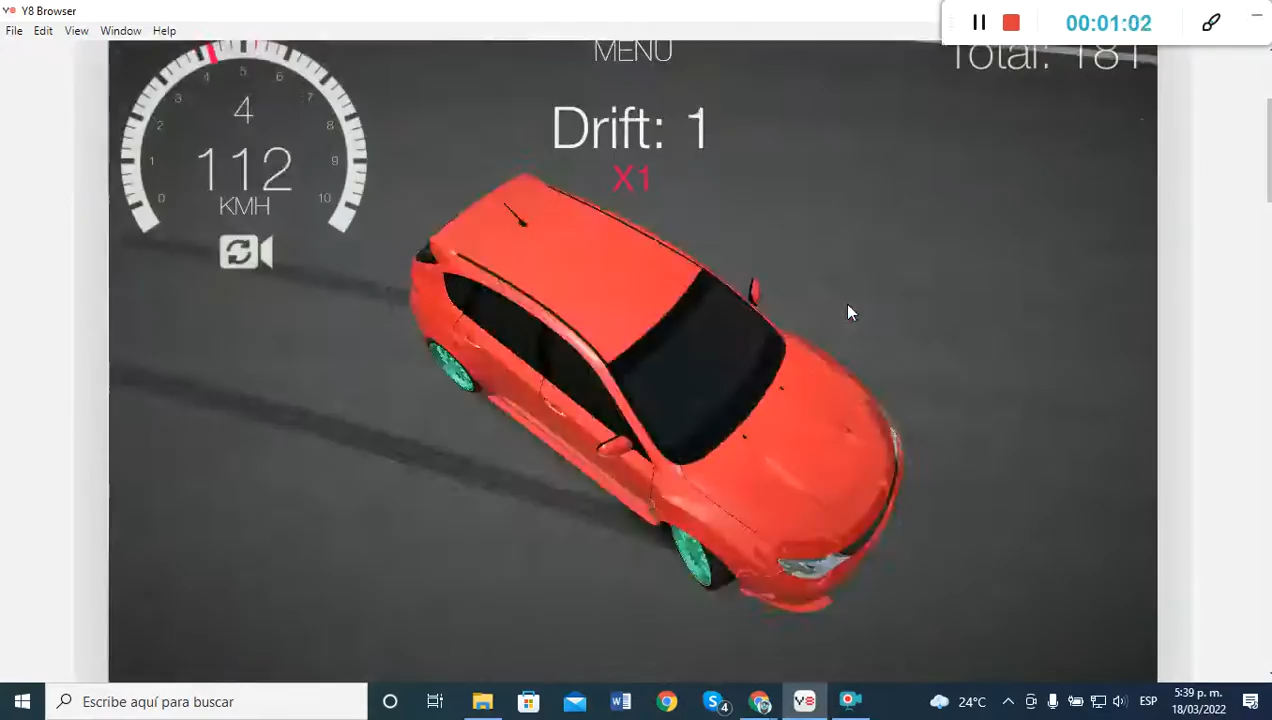 Y8 Browser
File Edit View Window Help
00:01:02
MENU
Total: 181
Drift: 1
X1
0 1 2 3 4 5 6 7 8 9 10
4
112
KMH
Escribe aquí para buscar
Y8
4
24°C
ESP
5:39 p. m.
18/03/2022